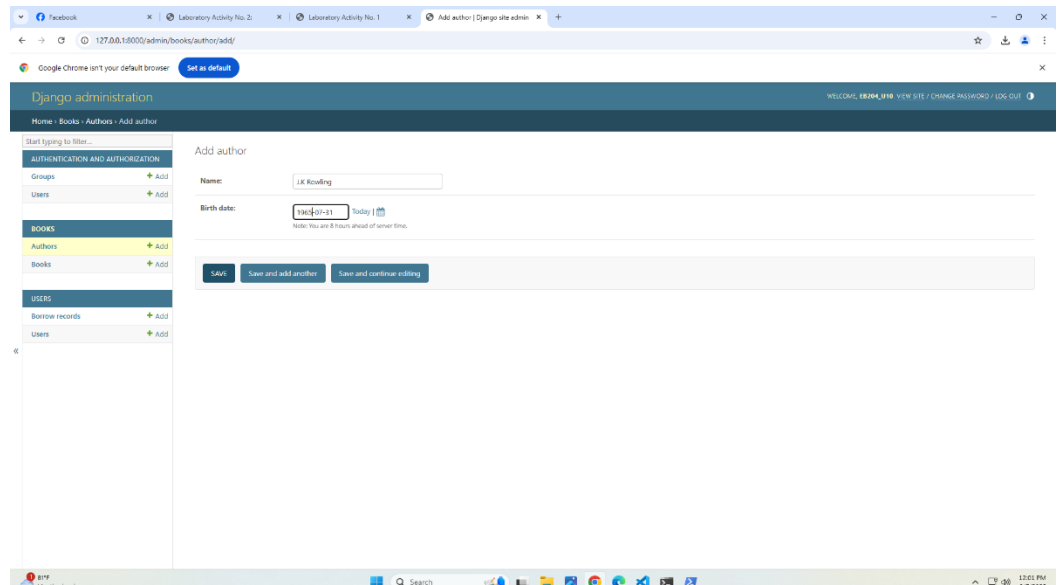 Facebook
Laboratory Activity No. 2:
Laboratory Activity No. 1
Add author | Django site admin
127.0.0.1:8000/admin/books/author/add/
Google Chrome isn't your default browser
Set as default
Django administration
WELCOME, EB204_U18. VIEW SITE / CHANGE PASSWORD / LOG OUT
Home › Books › Authors › Add author
Start typing to filter...
AUTHENTICATION AND AUTHORIZATION
Groups + Add
Users + Add
BOOKS
Authors + Add
Books + Add
USERS
Borrow records + Add
Users + Add
«
Add author
Name: J.K Rowling
Birth date: 1965-07-31 Today |
Note: You are 8 hours ahead of server time.
SAVE Save and add another Save and continue editing
1
81°F
Search
12:01 PM